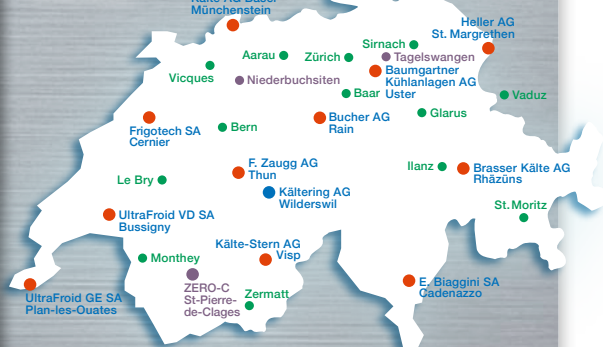 Kälte AG Basel
Münchenstein
Heller AG
St. Margrethen
Sirnach
Aarau
Zürich
Tagelswangen
Vicques
Niederbuchsiten
Baumgartner
Kühlanlagen AG
Uster
Baar
Vaduz
Glarus
Frigotech SA
Cernier
Bern
Bucher AG
Rain
F. Zaugg AG
Thun
Ilanz
Brasser Kälte AG
Rhäzüns
Le Bry
Kältering AG
Wilderswil
St. Moritz
UltraFroid VD SA
Bussigny
Kälte-Stern AG
Visp
Monthey
ZERO-C
St-Pierre-
de-Clages
Zermatt
E. Biaggini SA
Cadenazzo
UltraFroid GE SA
Plan-les-Ouates